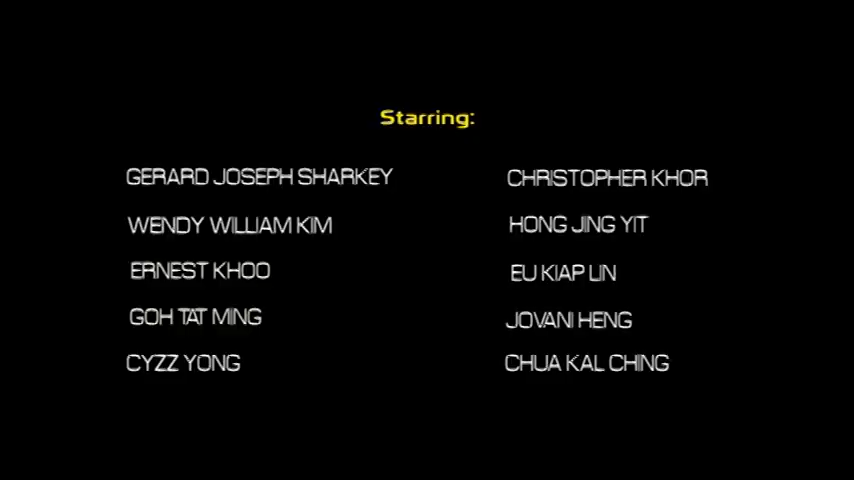 Starring:
GERARD JOSEPH SHARKEY
WENDY WILLIAM KIM
ERNEST KHOO
GOH TAT MING
CYZZ YONG
CHRISTOPHER KHOR
HONG JING YIT
EU KIAP LIN
JOVANI HENG
CHUA KAL CHING